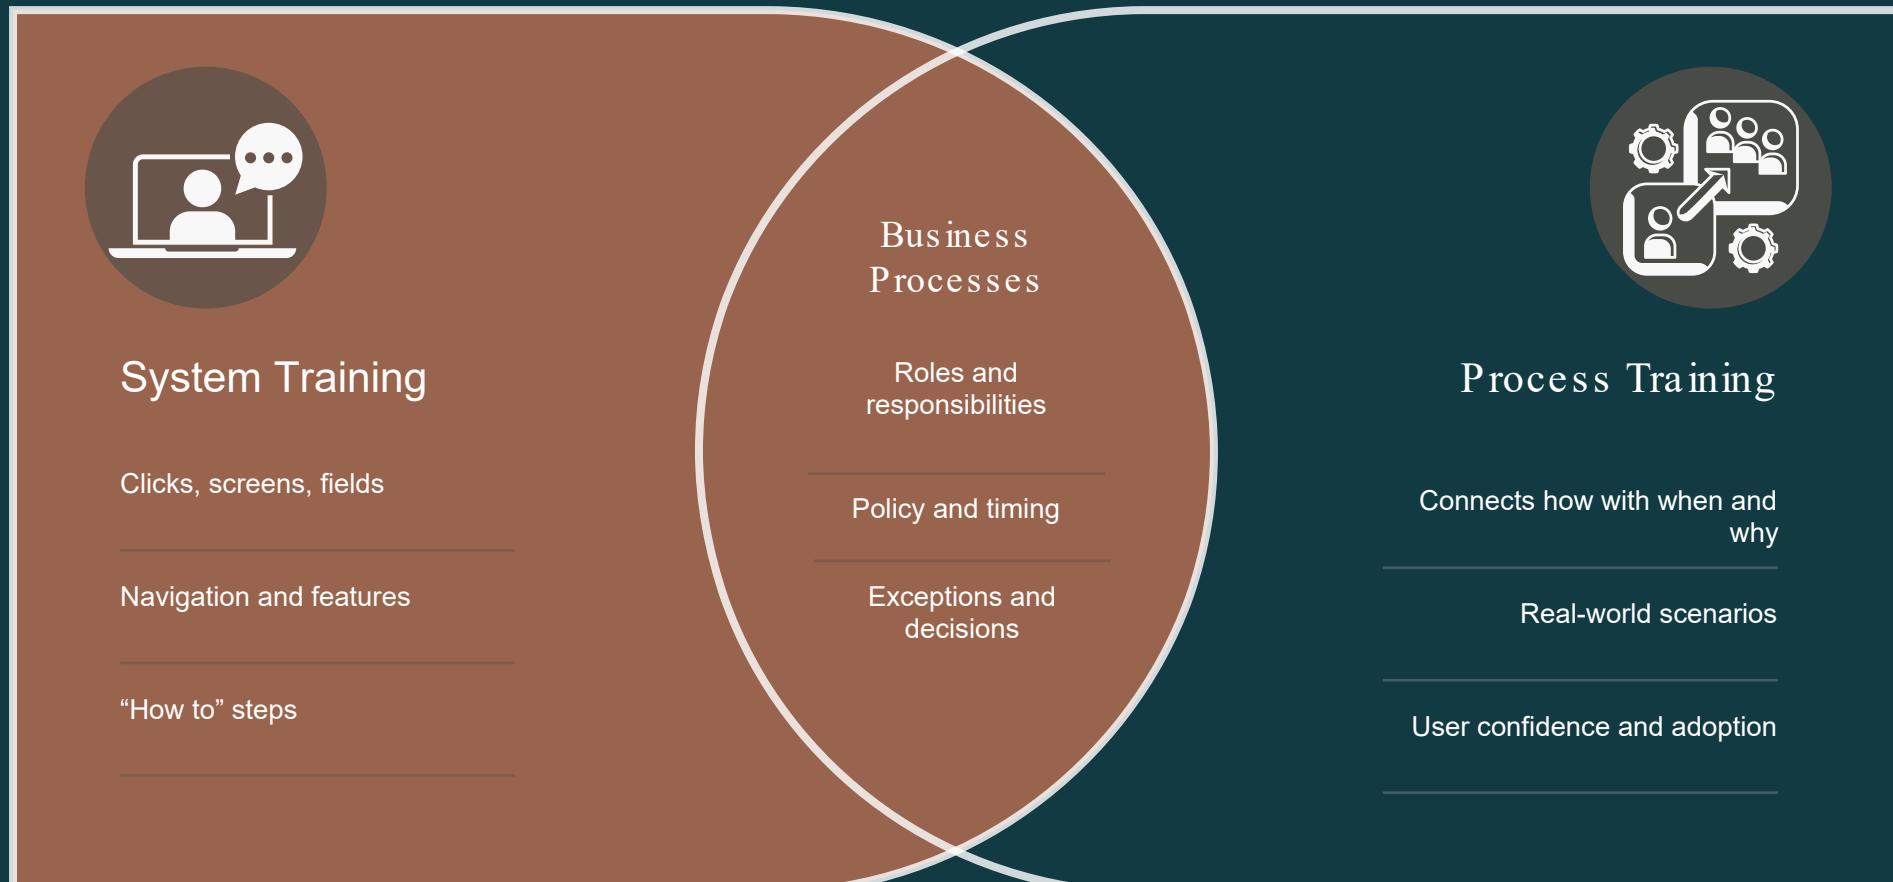 System Training
Clicks, screens, fields
Navigation and features
“How to” steps
Business
Processes
Roles and
responsibilities
Policy and timing
Exceptions and
decisions
Process Training
Connects how with when and
why
Real-world scenarios
User confidence and adoption